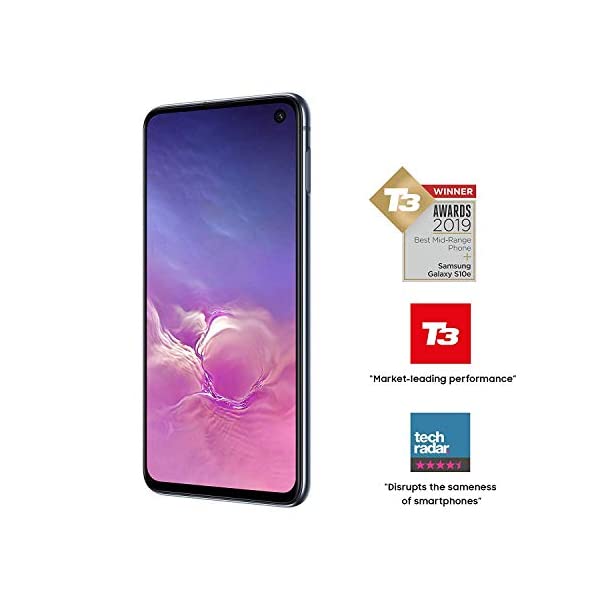 T3
WINNER
AWARDS
2019
Best Mid-Range
Phone
+
Samsung
Galaxy S10e
T3
"Market-leading performance"
tech
radar
"Disrupts the sameness
of smartphones"